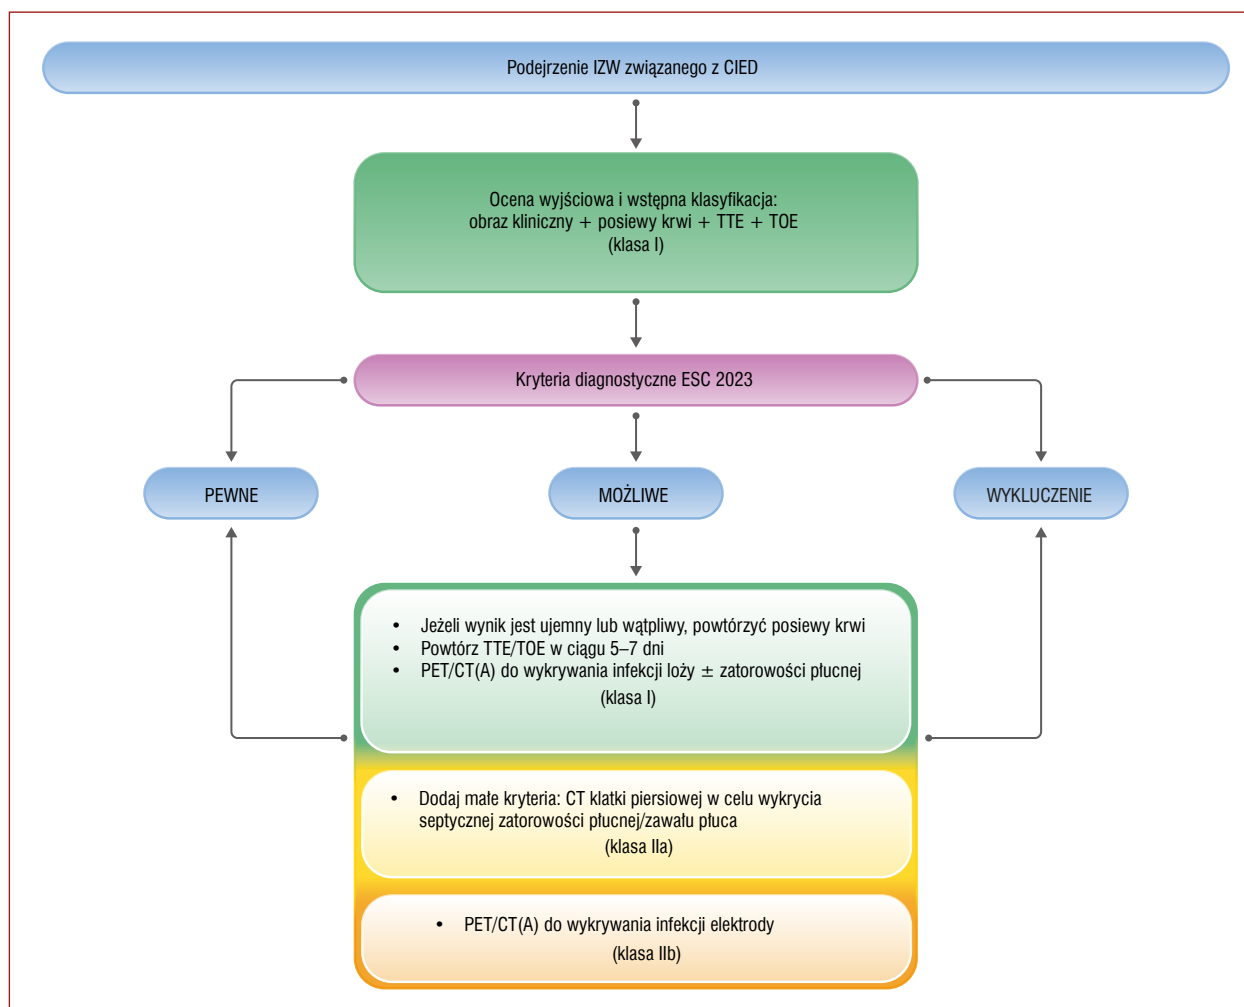 Podejrzenie IZW związanego z CIED
Ocena wyjściowa i wstępna klasyfikacja:
obraz kliniczny + posiewy krwi + TTE + TOE
(klasa I)
Kryteria diagnostyczne ESC 2023
PEWNE
MOŻLIWE
WYKLUCZENIE
• Jeżeli wynik jest ujemny lub wątpliwy, powtórzyć posiewy krwi
• Powtórz TTE/TOE w ciągu 5–7 dni
• PET/CT(A) do wykrywania infekcji loży ± zatorowości płucnej
(klasa I)
• Dodaj małe kryteria: CT klatki piersiowej w celu wykrycia
septycznej zatorowości płucnej/zawału płuca
(klasa IIa)
• PET/CT(A) do wykrywania infekcji elektrody
(klasa IIb)